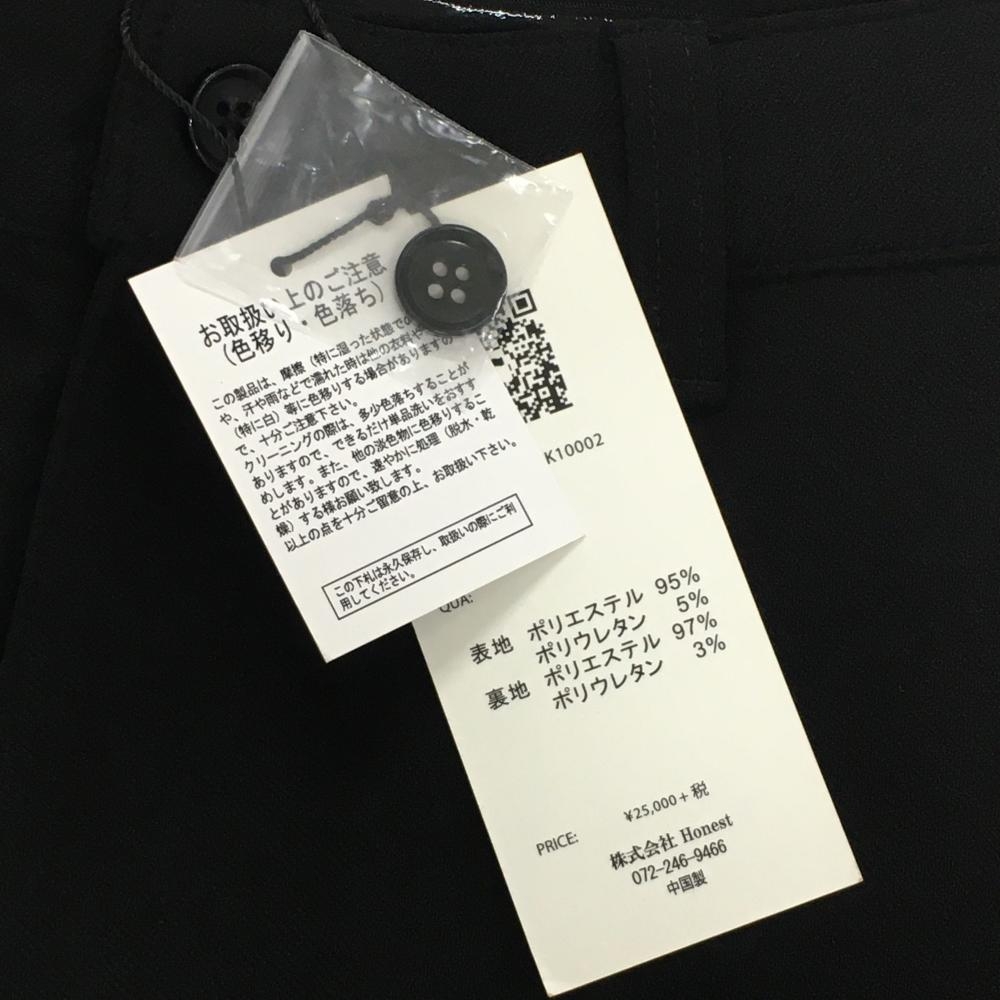 お取扱い上のご注意
(色移り・色落ち)
この製品は、摩擦(特に湿った状態での
や、汗や雨などで濡れた時は他の衣料や
(特に白)等に色移りする場合がありますの
で、十分ご注意下さい。
クリーニングの際は、多少色落ちすることが
ありますので、できるだけ単品洗いをおすす
めします。また、他の淡色物に色移りするこ
とがありますので、速やかに処理(脱水・乾
燥)する様お願い致します。
以上の点を十分ご留意の上、お取扱い下さい。
この下札は永久保存し、取扱いの際にご利
用してください。
K10002
QUA:
表地 ポリエステル 95%
ポリウレタン 5%
裏地 ポリエステル 97%
ポリウレタン 3%
PRICE: ¥25,000+税
株式会社 Honest
072-246-9466
中国製